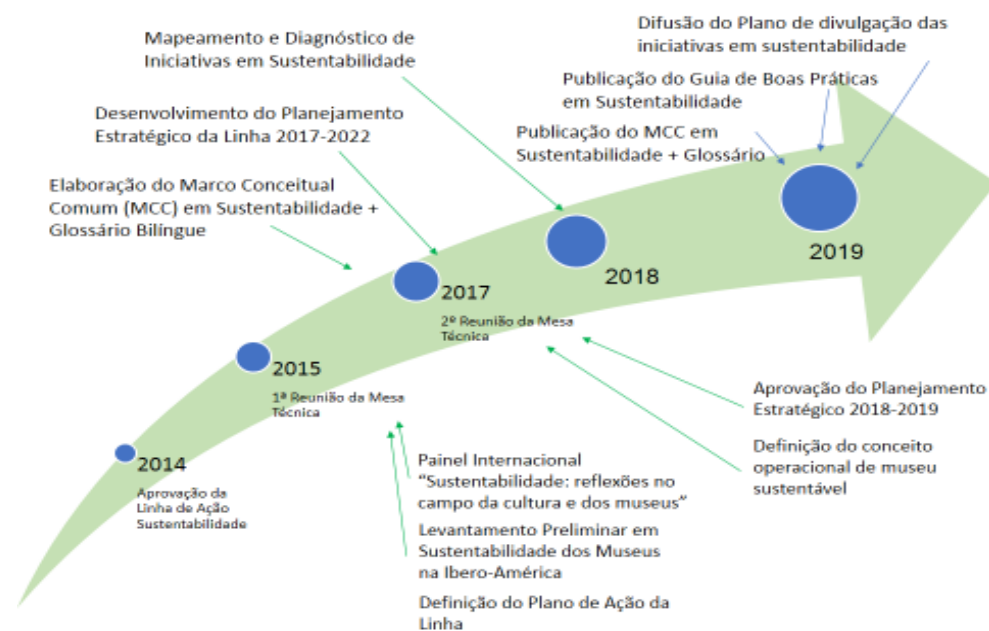 Mapeamento e Diagnóstico de
Iniciativas em Sustentabilidade
Difusão do Plano de divulgação das
iniciativas em sustentabilidade
Publicação do Guia de Boas Práticas
em Sustentabilidade
Desenvolvimento do Planejamento
Estratégico da Linha 2017-2022
Publicação do MCC em
Sustentabilidade + Glossário
Elaboração do Marco Conceitual
Comum (MCC) em Sustentabilidade +
Glossário Bilíngue
2019
2018
2017
2º Reunião da Mesa
Técnica
2015
1ª Reunião da Mesa
Técnica
2014
Aprovação da
Linha de Ação
Sustentabilidade
Aprovação do Planejamento
Estratégico 2018-2019
Definição do conceito
operacional de museu
sustentável
Painel Internacional
“Sustentabilidade: reflexões no
campo da cultura e dos museus”
Levantamento Preliminar em
Sustentabilidade dos Museus
na Ibero-América
Definição do Plano de Ação da
Linha